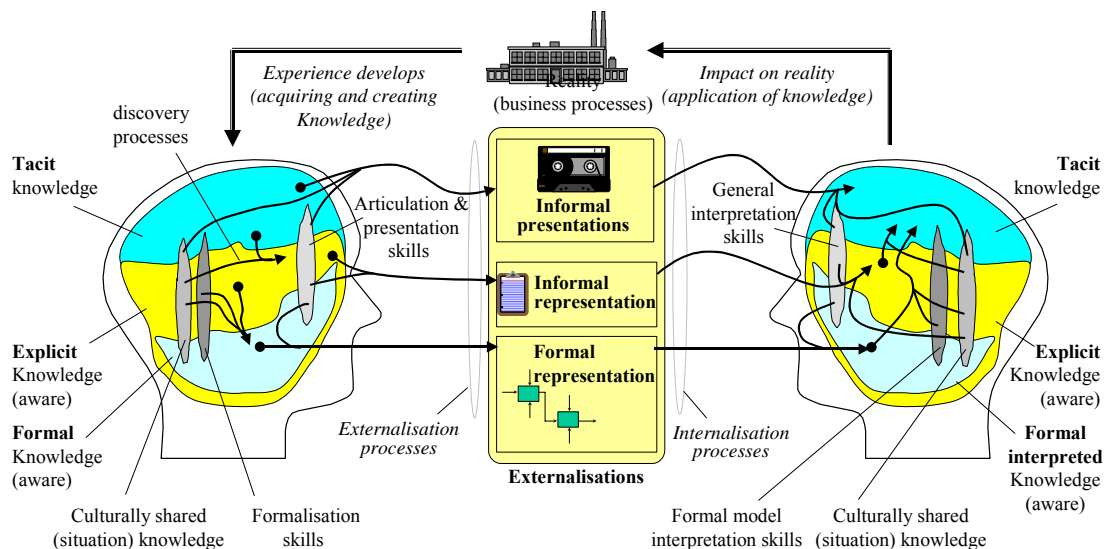 Experience develops
(acquiring and creating
Knowledge)
Reality
(business processes)
Impact on reality
(application of knowledge)
discovery
processes
Tacit
knowledge
Articulation &
presentation
skills
Informal
presentations
General
interpretation
skills
Tacit
knowledge
Informal
representation
Explicit
Knowledge
(aware)
Formal
representation
Explicit
Knowledge
(aware)
Formal
Knowledge
(aware)
Externalisation
processes
Externalisations
Internalisation
processes
Formal
interpreted
Knowledge
(aware)
Culturally shared
(situation) knowledge
Formalisation
skills
Formal model
interpretation skills
Culturally shared
(situation) knowledge